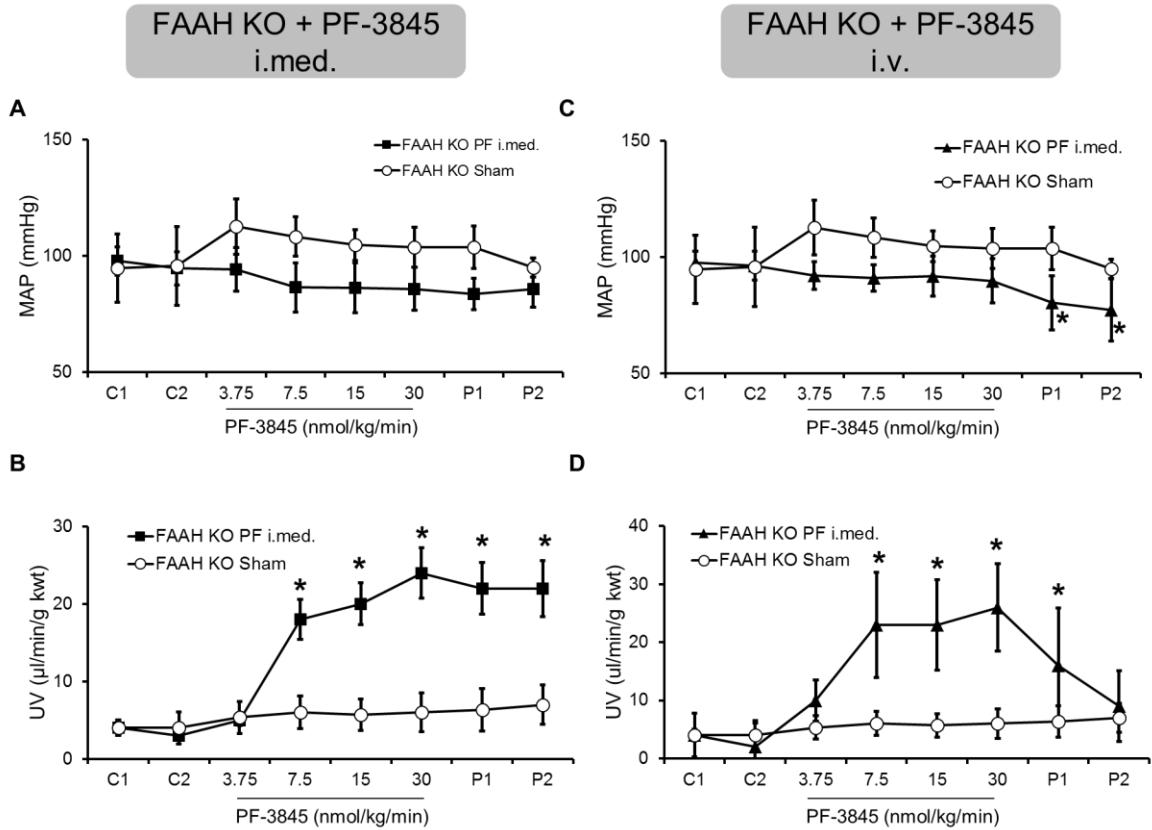 FAAH KO + PF-3845
i.med.
FAAH KO + PF-3845
i.v.
A
150
100
50
MAP (mmHg)
FAAH KO PF i.med.
FAAH KO Sham
C1 C2 3.75 7.5 15 30 P1 P2
PF-3845 (nmol/kg/min)
C
150
100
50
MAP (mmHg)
FAAH KO PF i.med.
FAAH KO Sham
*
*
C1 C2 3.75 7.5 15 30 P1 P2
PF-3845 (nmol/kg/min)
B
30
20
10
0
UV (µl/min/g kwt)
FAAH KO PF i.med.
FAAH KO Sham
* * * * *
C1 C2 3.75 7.5 15 30 P1 P2
PF-3845 (nmol/kg/min)
D
40
30
20
10
0
UV (ul/min/g kwt)
FAAH KO PF i.med.
FAAH KO Sham
* * * *
C1 C2 3.75 7.5 15 30 P1 P2
PF-3845 (nmol/kg/min)